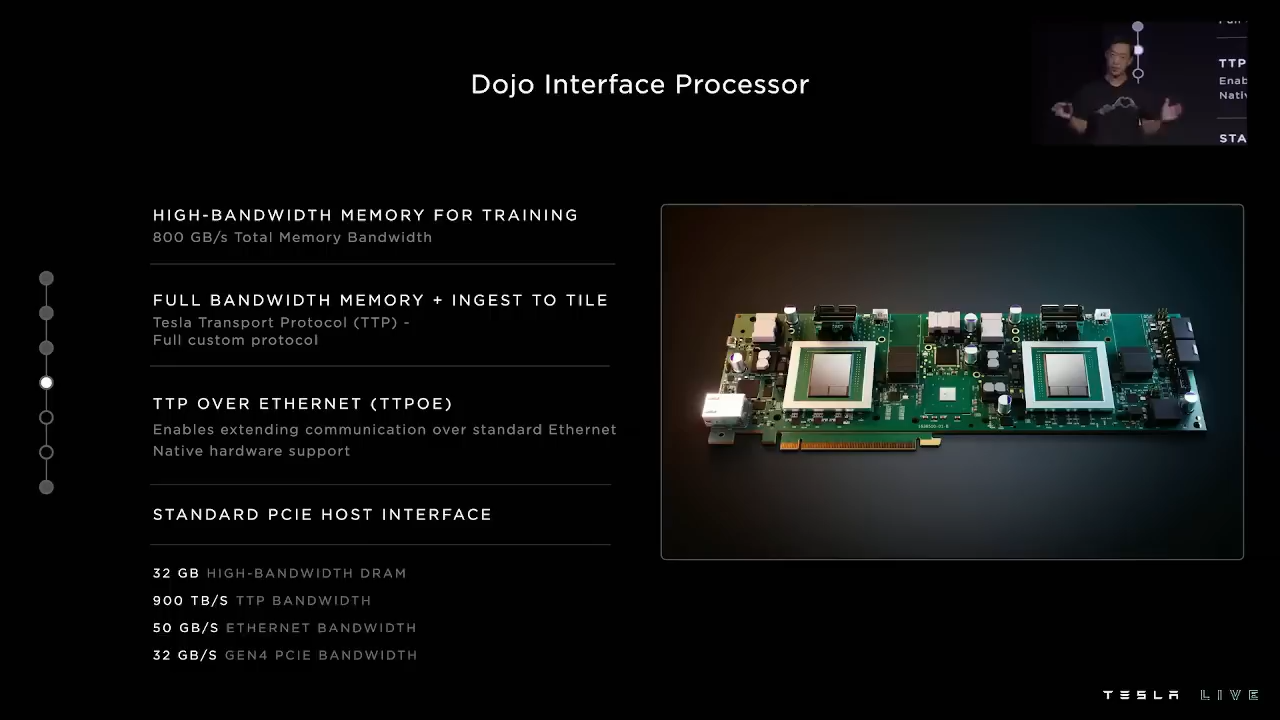 Dojo Interface Processor
TTP
Enab
Nativ
STA
HIGH-BANDWIDTH MEMORY FOR TRAINING
800 GB/s Total Memory Bandwidth
FULL BANDWIDTH MEMORY + INGEST TO TILE
Tesla Transport Protocol (TTP) -
Full custom protocol
TTP OVER ETHERNET (TTPOE)
Enables extending communication over standard Ethernet
Native hardware support
STANDARD PCIE HOST INTERFACE
32 GB HIGH-BANDWIDTH DRAM
900 TB/S TTP BANDWIDTH
50 GB/S ETHERNET BANDWIDTH
32 GB/S GEN4 PCIE BANDWIDTH
TESLA LIVE